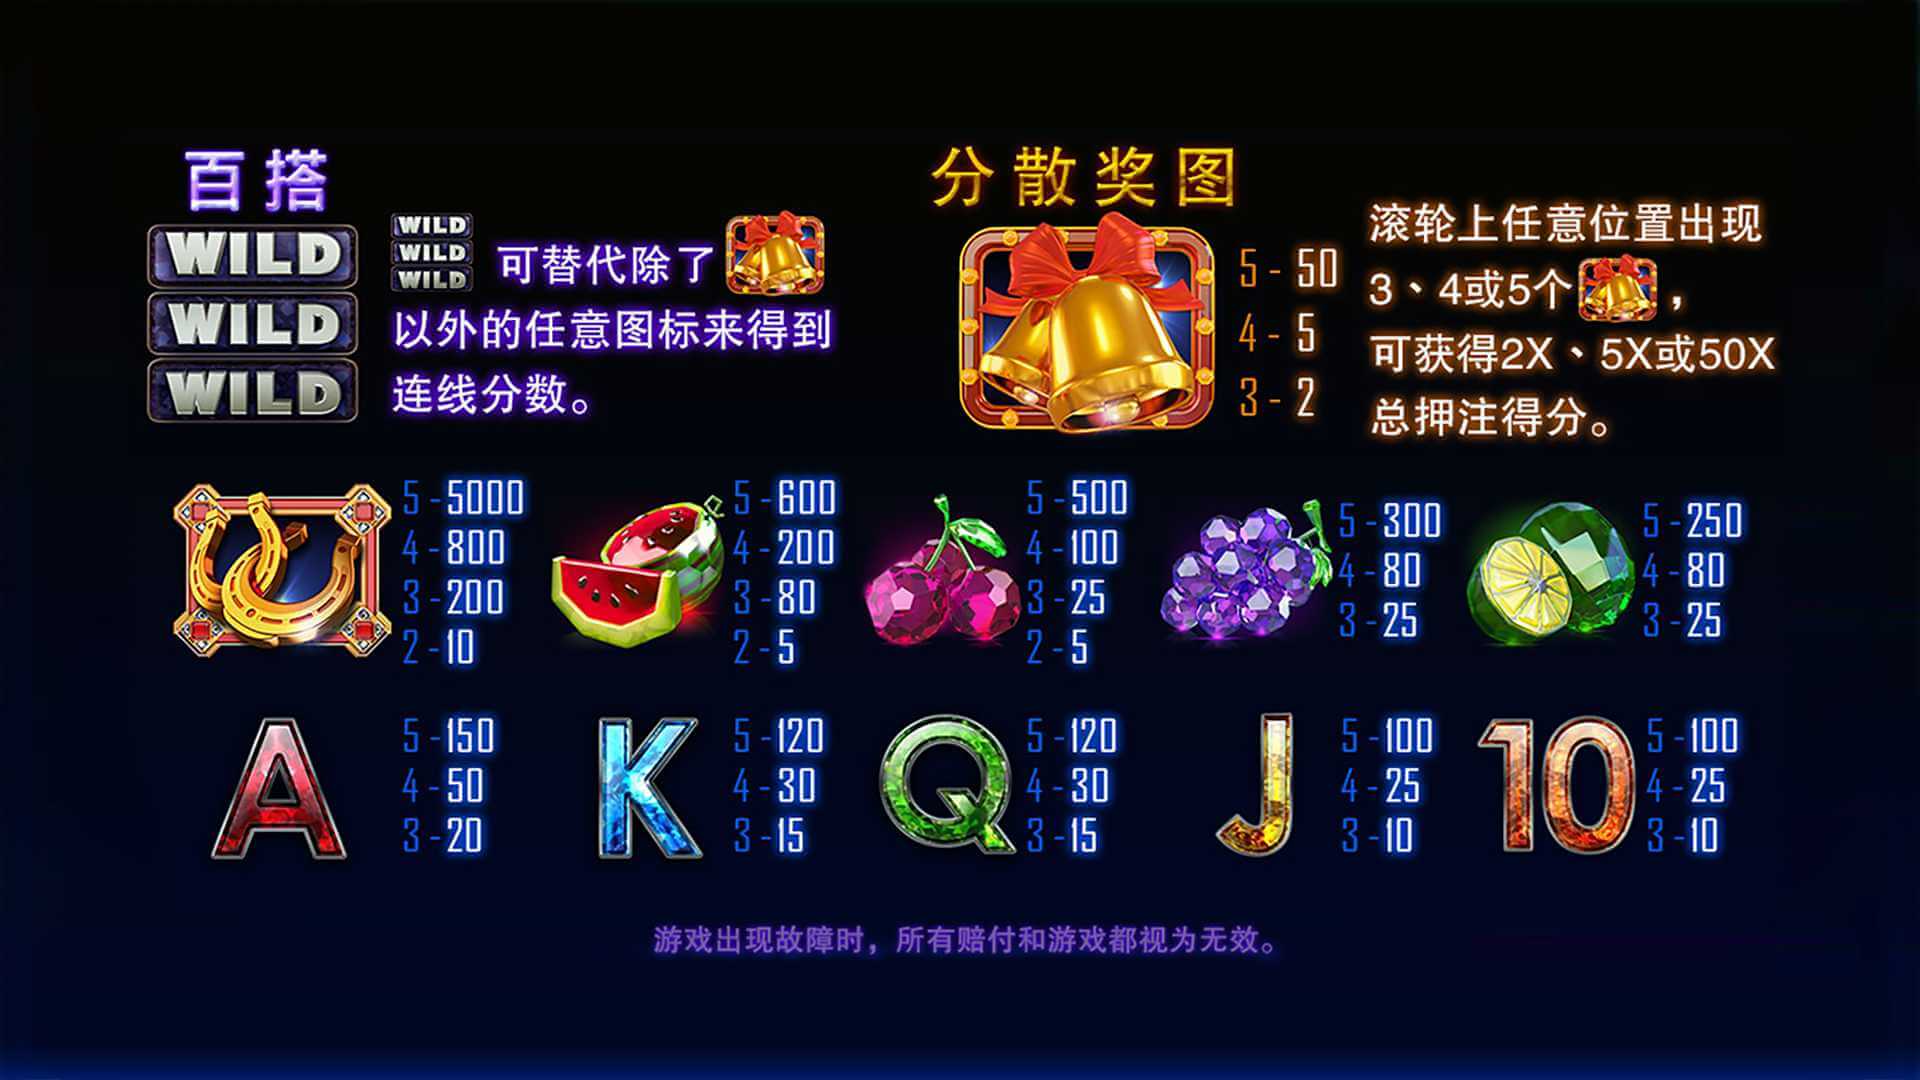 百搭
WILD
WILD
WILD
WILD
WILD
WILD
可替代除了
以外的任意图标来得到
连线分数。
分散奖图
5 - 50
4 - 5
3 - 2
滚轮上任意位置出现
3、4或5个，
可获得2X、5X或50X
总押注得分。
5 - 5000
4 - 800
3 - 200
2 - 10
5 - 600
4 - 200
3 - 80
2 - 5
5 - 500
4 - 100
3 - 25
2 - 5
5 - 300
4 - 80
3 - 25
5 - 250
4 - 80
3 - 25
A
5 - 150
4 - 50
3 - 20
K
5 - 120
4 - 30
3 - 15
Q
5 - 120
4 - 30
3 - 15
J
5 - 100
4 - 25
3 - 10
10
5 - 100
4 - 25
3 - 10
游戏出现故障时，所有赔付和游戏都视为无效。